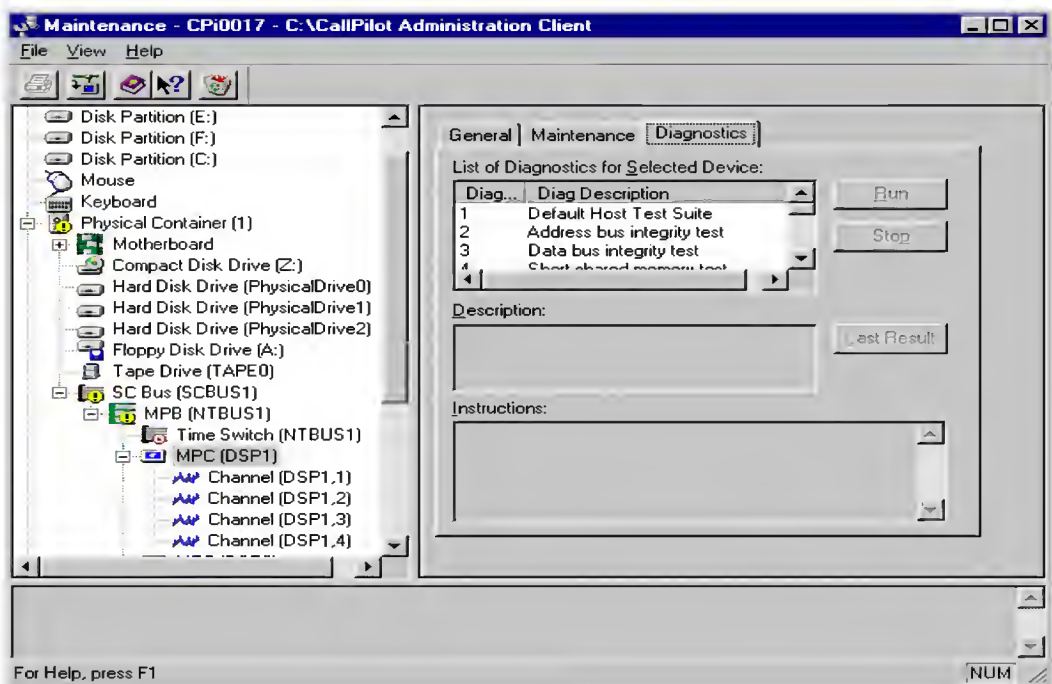 Maintenance - CPi0017 - C:\CallPilot Administration Client
File View Help
Disk Partition (E:)
Disk Partition (F:)
Disk Partition (C:)
Mouse
Keyboard
Physical Container (1)
Motherboard
Compact Disk Drive (Z:)
Hard Disk Drive (PhysicalDrive0)
Hard Disk Drive (PhysicalDrive1)
Hard Disk Drive (PhysicalDrive2)
Floppy Disk Drive (A:)
Tape Drive (TAPE0)
SC Bus (SCBUS1)
MPB (NTBUS1)
Time Switch (NTBUS1)
MPC (DSP1)
Channel (DSP1,1)
Channel (DSP1,2)
Channel (DSP1,3)
Channel (DSP1,4)
General Maintenance Diagnostics
List of Diagnostics for Selected Device:
Diag... Diag Description
1 Default Host Test Suite
2 Address bus integrity test
3 Data bus integrity test
4 Short shared memory test
Run
Stop
Description:
Last Result
Instructions:
For Help, press F1
NUM